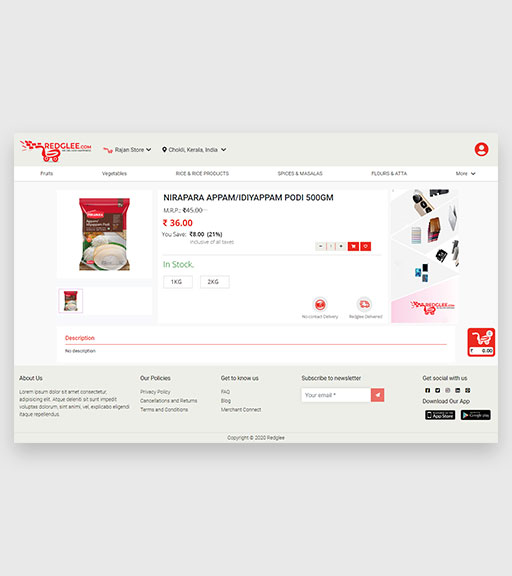 REDGLEE.COM
Rajan Store
Chokli, Kerala, India
Fruits
Vegetables
RICE & RICE PRODUCTS
SPICES & MASALAS
FLOURS & ATTA
More
NIRAPARA APPAM/IDIYAPPAM PODI 500GM
M.R.P.: ₹45.00
₹ 36.00
You Save: ₹8.00 (21%)
inclusive of all taxes
- 1 +
In Stock.
1KG
2KG
No-contact Delivery
Redglee Delivered
NIRAPARA
Appam/
Idiyappam Podi
REDGLEE.COM
Description
No description
₹ 0.00
About Us
Lorem ipsum dolor sit amet consectetur,
adipisicing elit. Atque deleniti sit sunt impedit
voluptas dolorum, sint animi, vel, explicabo eligendi
itaque repellendus.
Our Policies
Privacy Policy
Cancellations and Returns
Terms and Conditions
Get to know us
FAQ
Blog
Merchant Connect
Subscribe to newsletter
Your email *
Get social with us
Download Our App
App Store
Google play
Copyright © 2020 Redglee